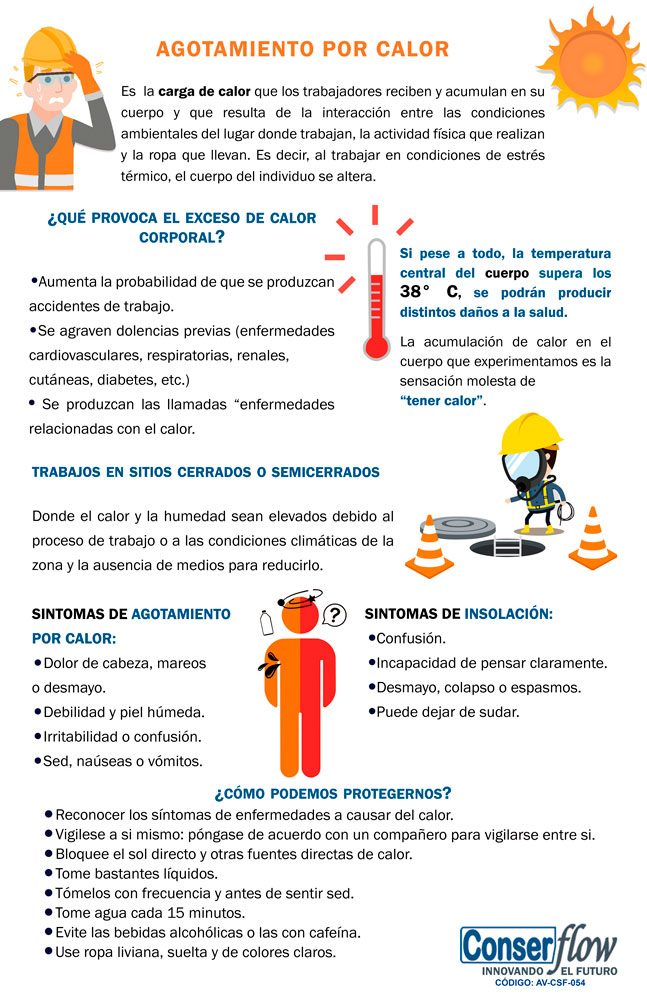 AGOTAMIENTO POR CALOR
Es la carga de calor que los trabajadores reciben y acumulan en su
cuerpo y que resulta de la interacción entre las condiciones
ambientales del lugar donde trabajan, la actividad física que realizan
y la ropa que llevan. Es decir, al trabajar en condiciones de estrés
térmico, el cuerpo del individuo se altera.
¿QUÉ PROVOCA EL EXCESO DE CALOR
CORPORAL?
•Aumenta la probabilidad de que se produzcan
accidentes de trabajo.
•Se agraven dolencias previas (enfermedades
cardiovasculares, respiratorias, renales,
cutáneas, diabetes, etc.)
• Se produzcan las llamadas “enfermedades
relacionadas con el calor.
Si pese a todo, la temperatura
central del cuerpo supera los
38° C, se podrán producir
distintos daños a la salud.
La acumulación de calor en el
cuerpo que experimentamos es la
sensación molesta de
“tener calor”.
TRABAJOS EN SITIOS CERRADOS O SEMICERRADOS
Donde el calor y la humedad sean elevados debido al
proceso de trabajo o a las condiciones climáticas de la
zona y la ausencia de medios para reducirlo.
SINTOMAS DE AGOTAMIENTO
POR CALOR:
•Dolor de cabeza, mareos
o desmayo.
•Debilidad y piel húmeda.
•Irritabilidad o confusión.
•Sed, naúseas o vómitos.
?
SINTOMAS DE INSOLACIÓN:
•Confusión.
•Incapacidad de pensar claramente.
•Desmayo, colapso o espasmos.
•Puede dejar de sudar.
¿CÓMO PODEMOS PROTEGERNOS?
•Reconocer los síntomas de enfermedades a causar del calor.
•Vigilese a si mismo: póngase de acuerdo con un compañero para vigilarse entre si.
•Bloquee el sol directo y otras fuentes directas de calor.
•Tome bastantes líquidos.
•Tómelos con frecuencia y antes de sentir sed.
•Tome agua cada 15 minutos.
•Evite las bebidas alcohólicas o las con cafeína.
•Use ropa liviana, suelta y de colores claros.
Conserflow
INNOVANDO EL FUTURO
CÓDIGO: AV-CSF-054